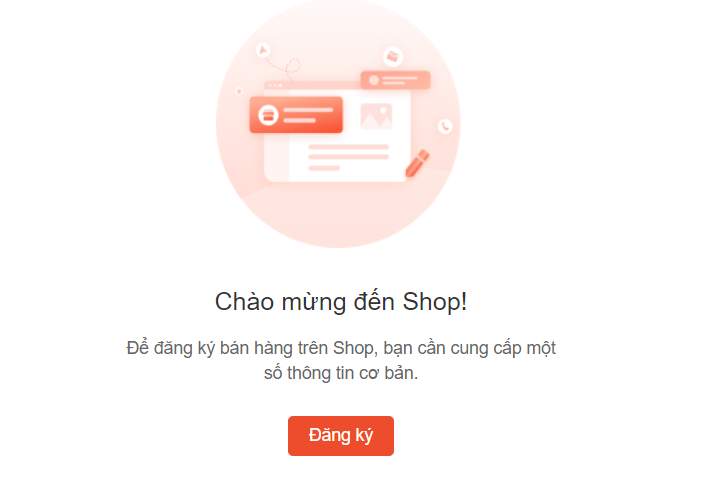 Chào mừng đến Shop!
Để đăng ký bán hàng trên Shop, bạn cần cung cấp một
số thông tin cơ bản.
Đăng ký